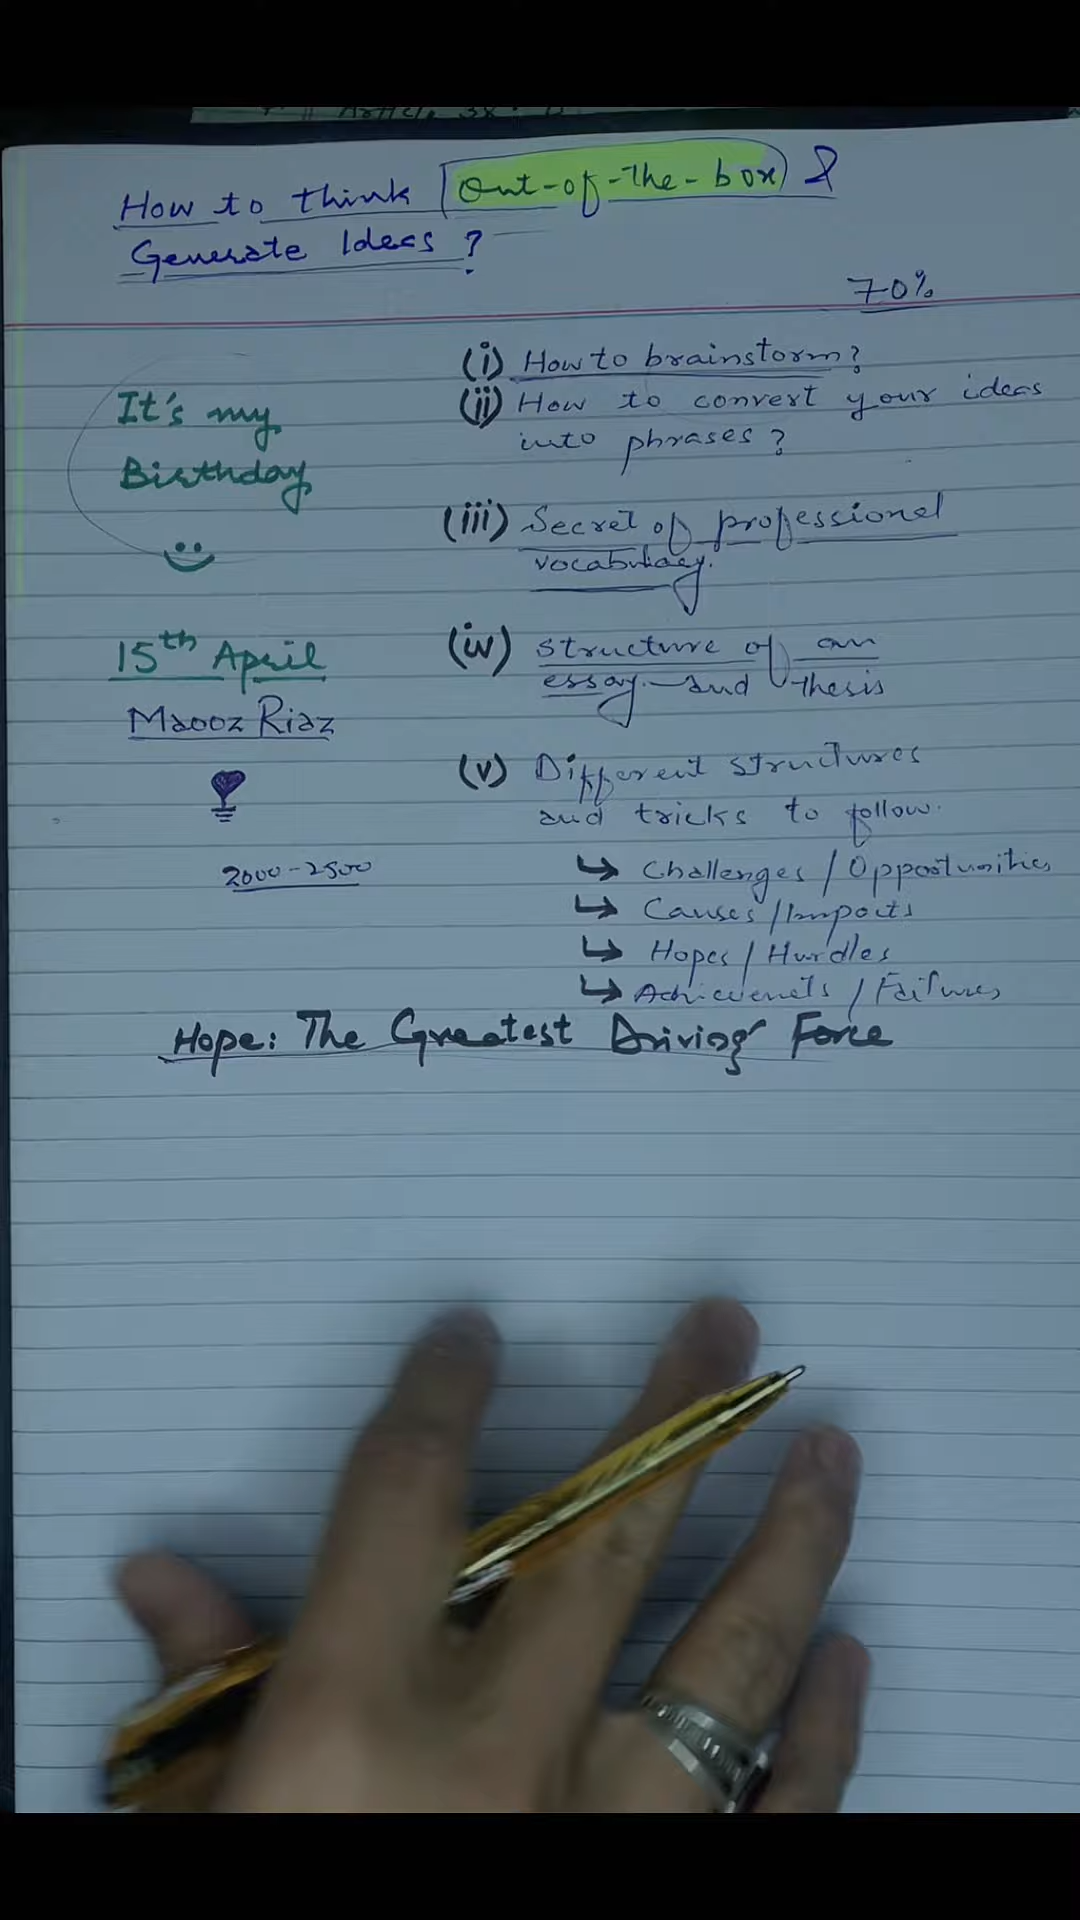 How to think out-of-the-box &
Generate Ideas?
70%
(i) How to brainstorm?
(ii) How to convert your ideas
into phrases?
(iii) Secret of professional
vocabulary.
(iv) Structure of an
essay and thesis
(v) Different structures
and tricks to follow.
↳ Challenges / Opportunities
↳ Causes / Impacts
↳ Hopes / Hurdles
↳ Achievements / Failures
It's my
Birthday
15th April
Maooz Riaz
2000-2500
Hope: The Greatest Driving Force